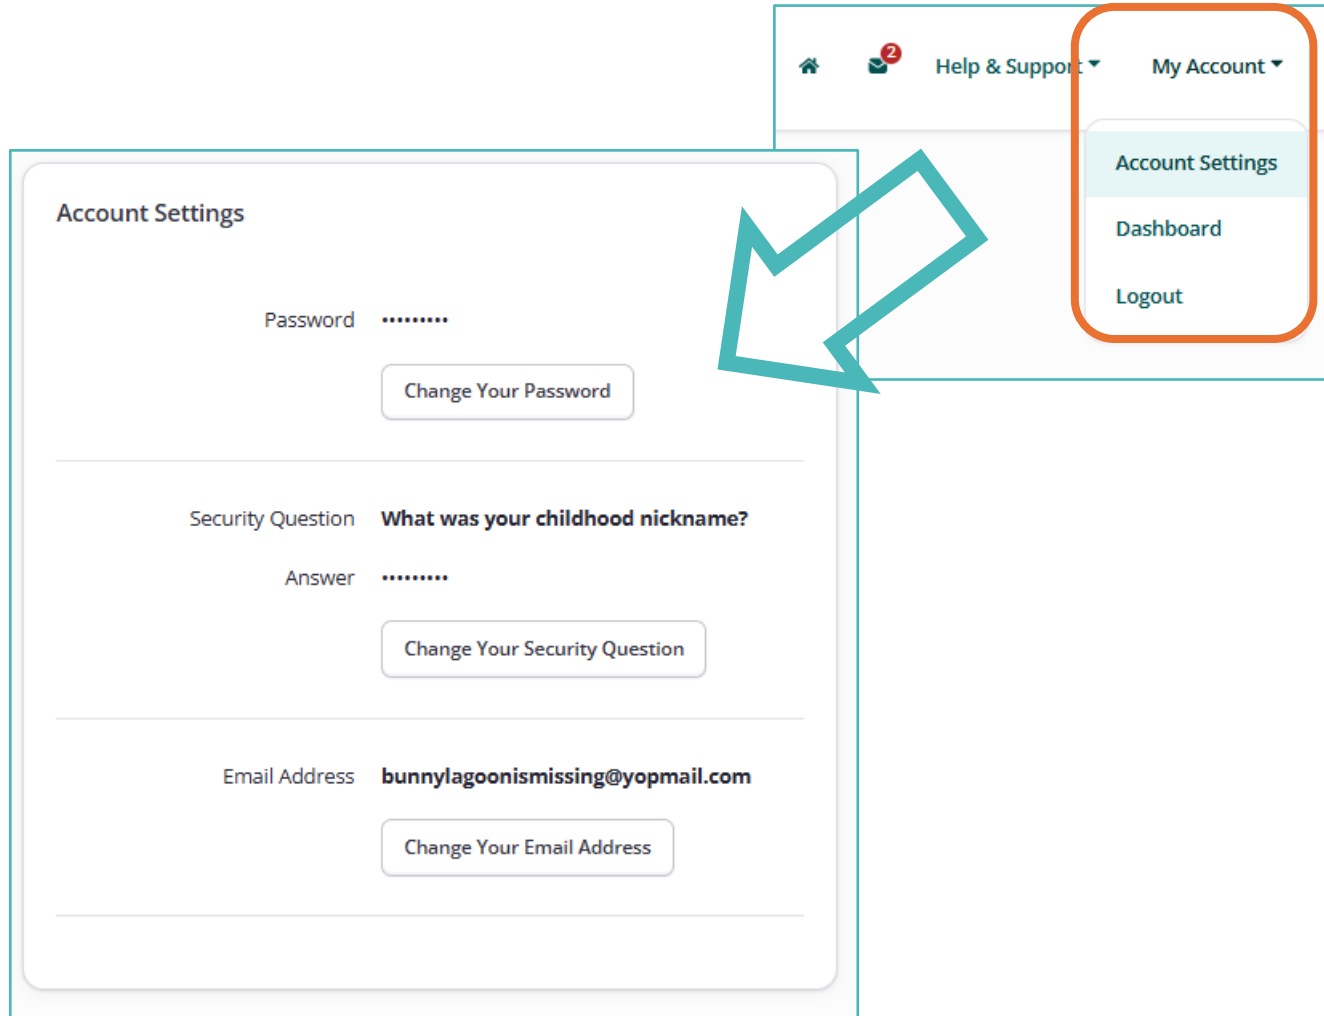 2
Help & Support My Account
Account Settings
Dashboard
Logout
Account Settings
Password •••••••••
Change Your Password
Security Question What was your childhood nickname?
Answer •••••••••
Change Your Security Question
Email Address bunnylagoonismissing@yopmail.com
Change Your Email Address